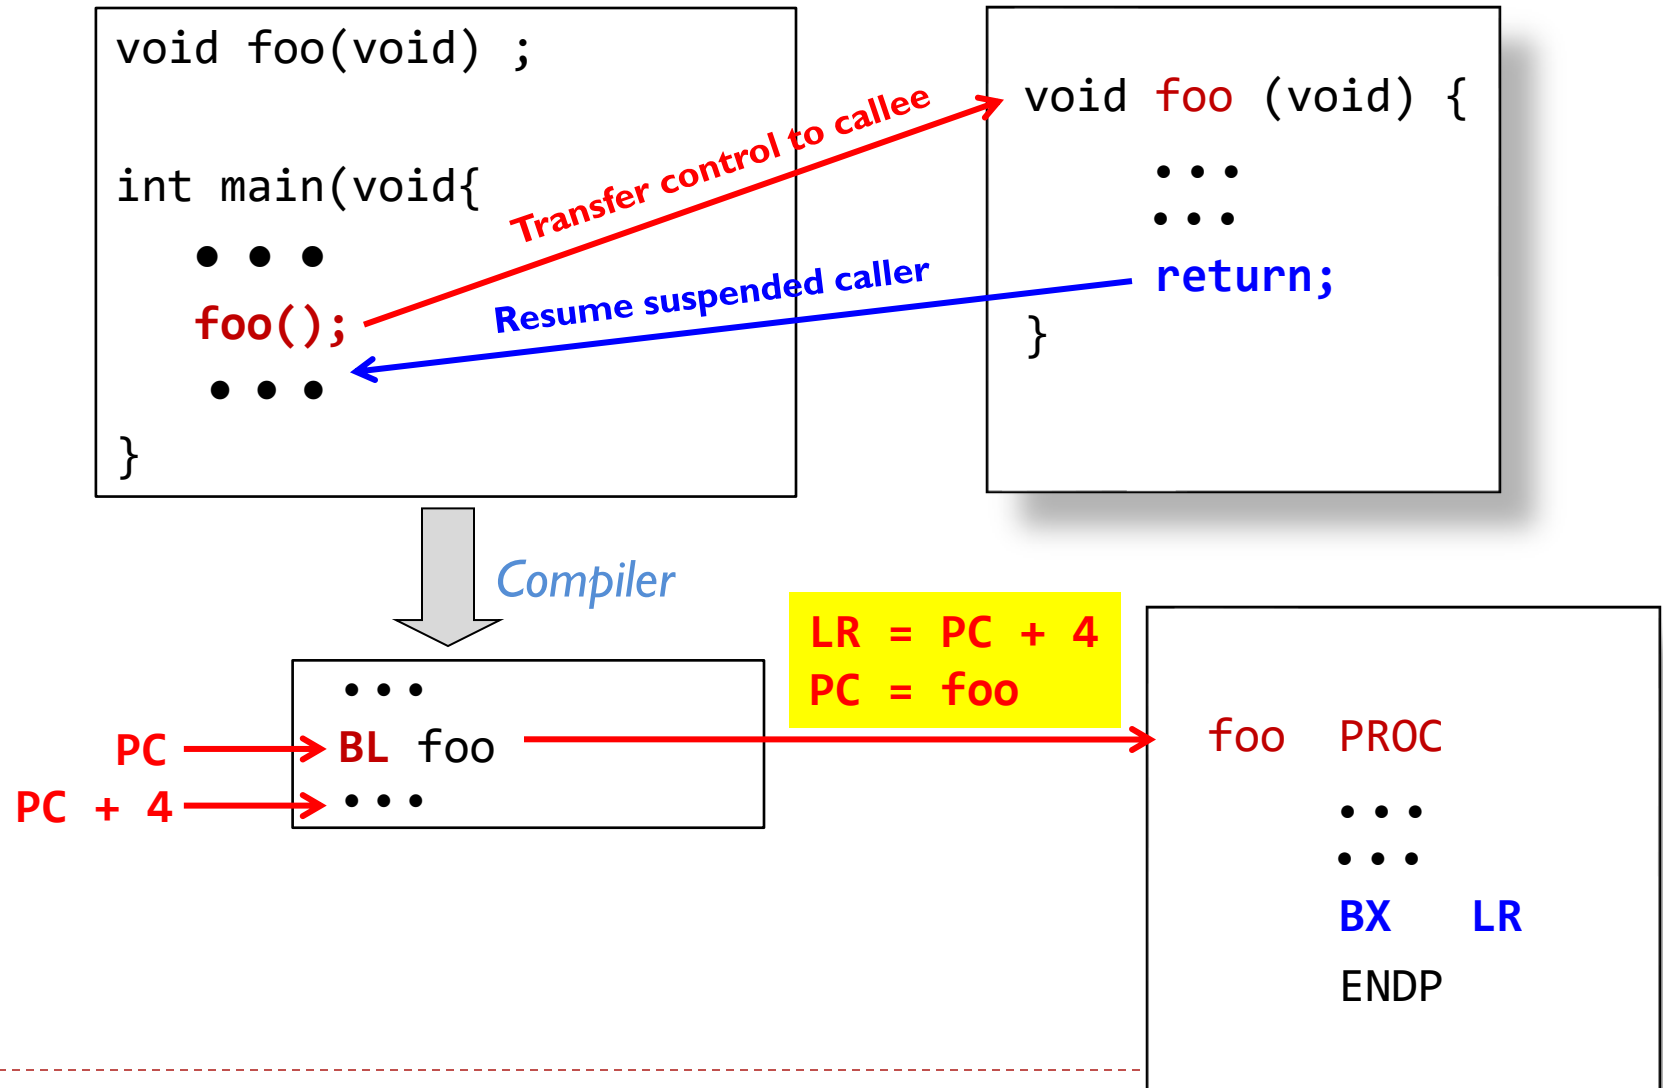 void foo(void) ;
int main(void{
• • •
foo();
• • •
}
Transfer control to callee
Resume suspended caller
void foo (void) {
• • •
• • •
return;
}
Compiler
LR = PC + 4
PC = foo
• • •
PC
BL foo
PC + 4
• • •
foo PROC
• • •
• • •
BX LR
ENDP